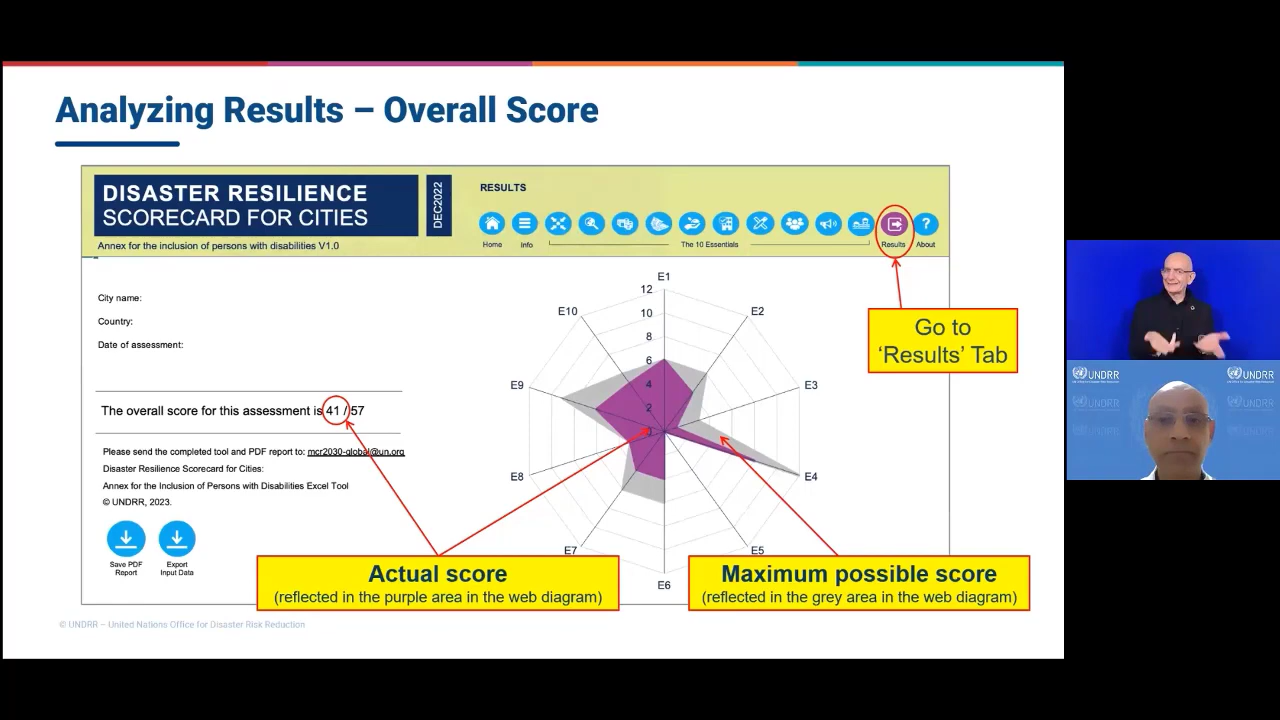 Analyzing Results – Overall Score
DISASTER RESILIENCE
SCORECARD FOR CITIES
DEC2022
Annex for the inclusion of persons with disabilities V1.0
RESULTS
Home
Info
The 10 Essentials
Results
?
About
City name:
Country:
Date of assessment:
The overall score for this assessment is 41 / 57
Please send the completed tool and PDF report to: mcr2030-global@un.org
Disaster Resilience Scorecard for Cities:
Annex for the Inclusion of Persons with Disabilities Excel Tool
© UNDRR, 2023.
Save PDF
Report
Export
Input Data
E1
E2
E3
E4
E5
E6
E7
E8
E9
E10
12
10
8
6
4
2
Go to
‘Results’ Tab
Actual score
(reflected in the purple area in the web diagram)
Maximum possible score
(reflected in the grey area in the web diagram)
© UNDRR – United Nations Office for Disaster Risk Reduction
UNDRR
UNDRR
UNDRR
UNDRR